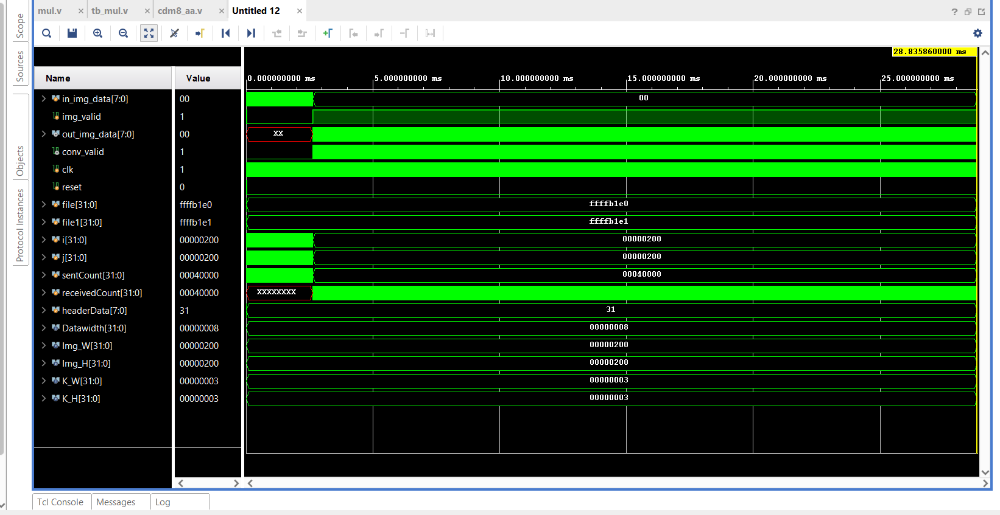 mul.v × tb_mul.v × cdm8_aa.v × Untitled 12 ×
?
Scope
Sources
Objects
Protocol Instances
28.835860000 ms
Name Value
0.000000000 ms 5.000000000 ms 10.000000000 ms 15.000000000 ms 20.000000000 ms 25.000000000 ms
in_img_data[7:0] 00 00
img_valid 1
out_img_data[7:0] 00 XX
conv_valid 1
clk 1
reset 0
file[31:0] ffffb1e0 ffffb1e0
file1[31:0] ffffb1e1 ffffb1e1
i[31:0] 00000200 00000200
j[31:0] 00000200 00000200
sentCount[31:0] 00040000 00040000
receivedCount[31:0] 00040000 XXXXXXXX
headerData[7:0] 31 31
Datawidth[31:0] 00000008 00000008
Img_W[31:0] 00000200 00000200
Img_H[31:0] 00000200 00000200
K_W[31:0] 00000003 00000003
K_H[31:0] 00000003 00000003
Tcl Console Messages Log